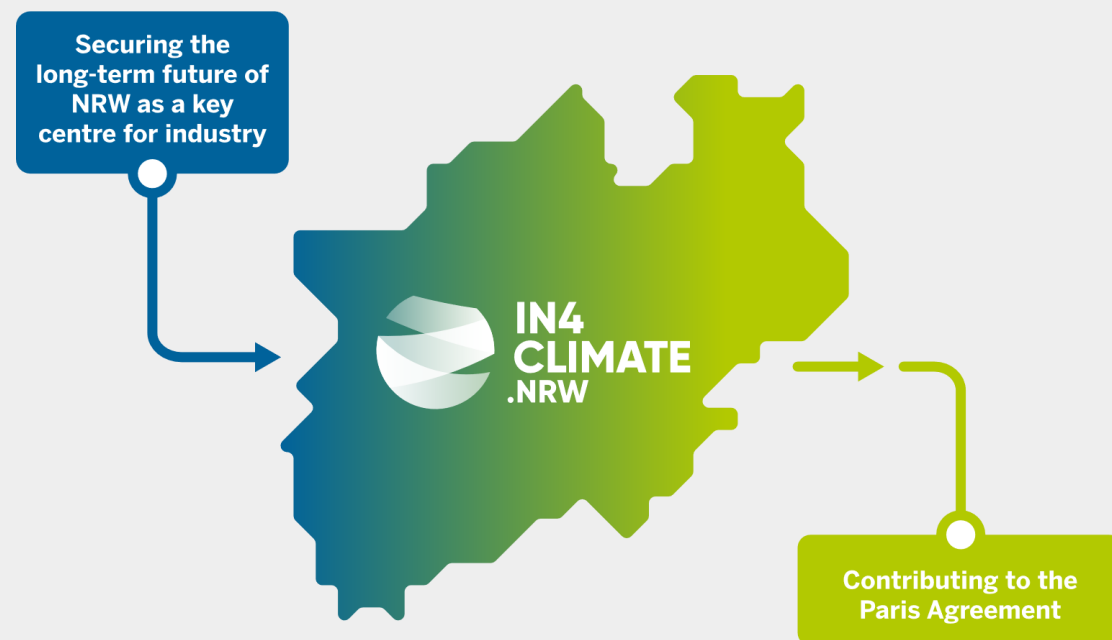 Securing the
long-term future of
NRW as a key
centre for industry
IN4
CLIMATE
.NRW
Contributing to the
Paris Agreement